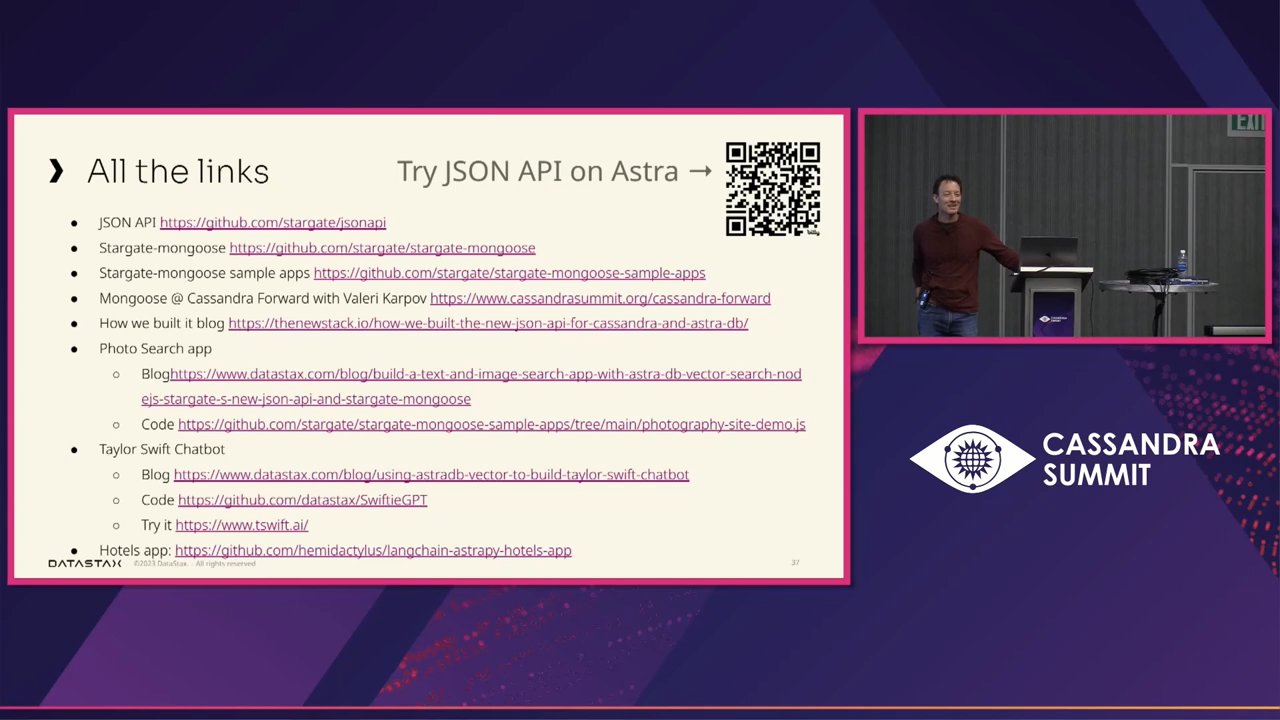 ❯ All the links
Try JSON API on Astra →
● JSON API https://github.com/stargate/jsonapi
● Stargate-mongoose https://github.com/stargate/stargate-mongoose
● Stargate-mongoose sample apps https://github.com/stargate/stargate-mongoose-sample-apps
● Mongoose @ Cassandra Forward with Valeri Karpov https://www.cassandrasummit.org/cassandra-forward
● How we built it blog https://thenewstack.io/how-we-built-the-new-json-api-for-cassandra-and-astra-db/
● Photo Search app
○ Bloghttps://www.datastax.com/blog/build-a-text-and-image-search-app-with-astra-db-vector-search-nod
ejs-stargate-s-new-json-api-and-stargate-mongoose
○ Code https://github.com/stargate/stargate-mongoose-sample-apps/tree/main/photography-site-demo.js
● Taylor Swift Chatbot
○ Blog https://www.datastax.com/blog/using-astradb-vector-to-build-taylor-swift-chatbot
○ Code https://github.com/datastax/SwiftieGPT
○ Try it https://www.tswift.ai/
● Hotels app: https://github.com/hemidactylus/langchain-astrapy-hotels-app
DATASTAX ©2023 DataStax. – All rights reserved 37
EXI
CASSANDRA
SUMMIT